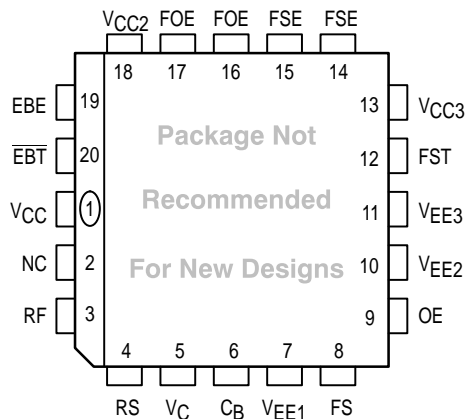 VCC2 FOE FOE FSE FSE
18 17 16 15 14
EBE 19
EBT 20
VCC 1
NC 2
RF 3
13 VCC3
12 FST
11 VEE3
10 VEE2
9 OE
Package Not
Recommended
For New Designs
4 5 6 7 8
RS VC CB VEE1 FS